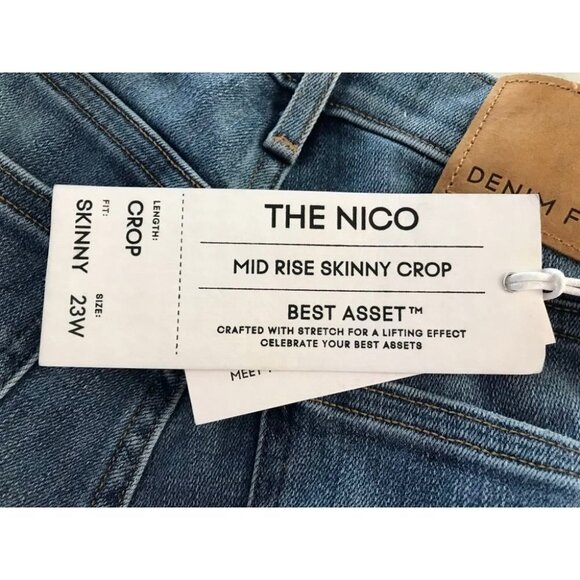 DENIM F
THE NICO
MID RISE SKINNY CROP
BEST ASSET™
CRAFTED WITH STRETCH FOR A LIFTING EFFECT
CELEBRATE YOUR BEST ASSETS
LENGTH:
CROP
FIT:
SKINNY
SIZE:
23W
MEET